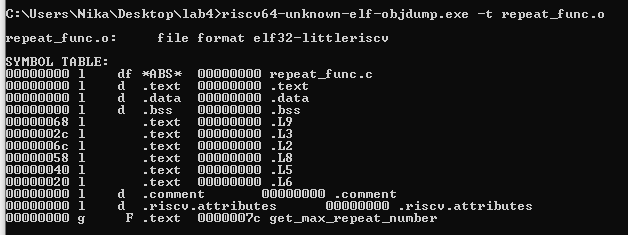 C:\Users\Nika\Desktop\lab4>riscv64-unknown-elf-objdump.exe -t repeat_func.o
repeat_func.o:     file format elf32-littleriscv
SYMBOL TABLE:
00000000 l    df *ABS*  00000000 repeat_func.c
00000000 l    d  .text  00000000 .text
00000000 l    d  .data  00000000 .data
00000000 l    d  .bss   00000000 .bss
00000068 l       .text  00000000 .L9
0000002c l       .text  00000000 .L3
0000006c l       .text  00000000 .L2
00000058 l       .text  00000000 .L8
00000040 l       .text  00000000 .L5
00000020 l       .text  00000000 .L6
00000000 l    d  .comment       00000000 .comment
00000000 l    d  .riscv.attributes      00000000 .riscv.attributes
00000000 g     F .text  0000007c get_max_repeat_number